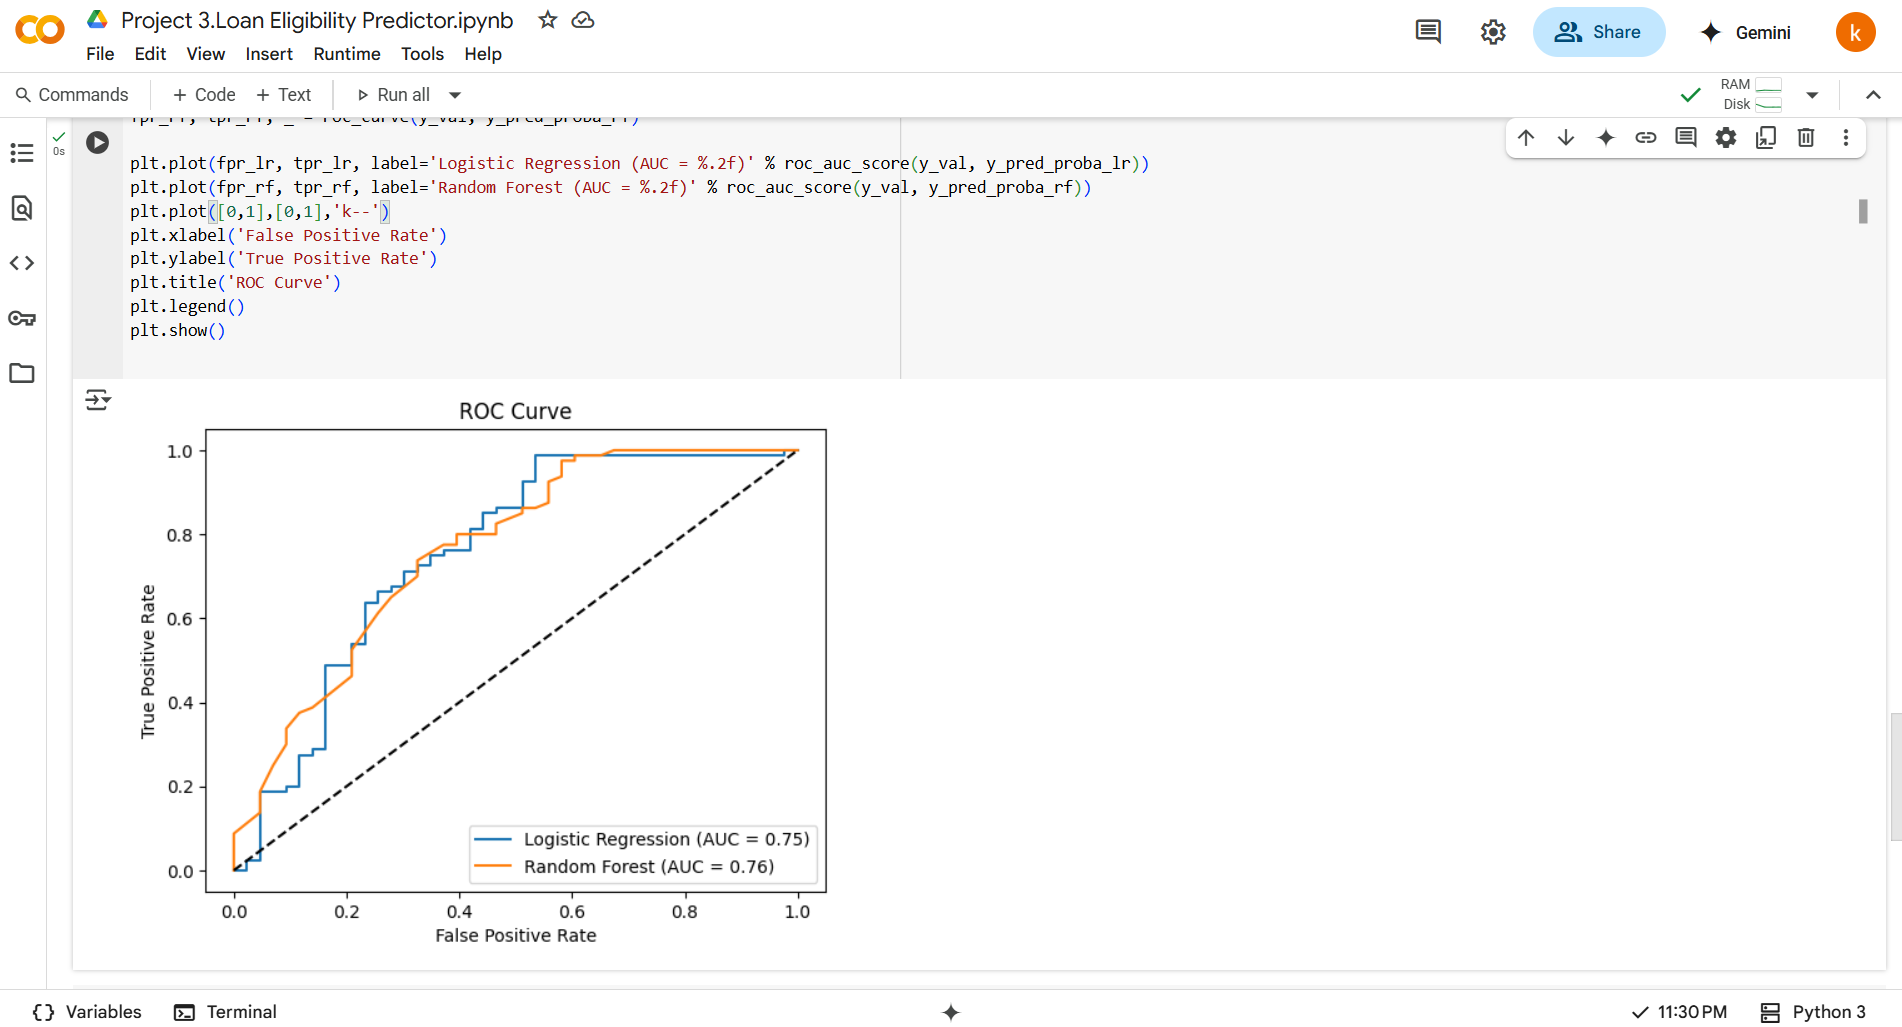 Project 3.Loan Eligibility Predictor.ipynb
File Edit View Insert Runtime Tools Help
Share
Gemini
k
Commands
+ Code + Text
Run all
RAM
Disk
0s
fpr_rf, tpr_rf, _ = roc_curve(y_val, y_pred_proba_rf)
plt.plot(fpr_lr, tpr_lr, label='Logistic Regression (AUC = %.2f)' % roc_auc_score(y_val, y_pred_proba_lr))
plt.plot(fpr_rf, tpr_rf, label='Random Forest (AUC = %.2f)' % roc_auc_score(y_val, y_pred_proba_rf))
plt.plot([0,1],[0,1],'k--')
plt.xlabel('False Positive Rate')
plt.ylabel('True Positive Rate')
plt.title('ROC Curve')
plt.legend()
plt.show()
ROC Curve
1.0
0.8
0.6
0.4
0.2
0.0
True Positive Rate
Logistic Regression (AUC = 0.75)
Random Forest (AUC = 0.76)
0.0 0.2 0.4 0.6 0.8 1.0
False Positive Rate
{} Variables
Terminal
11:30 PM
Python 3